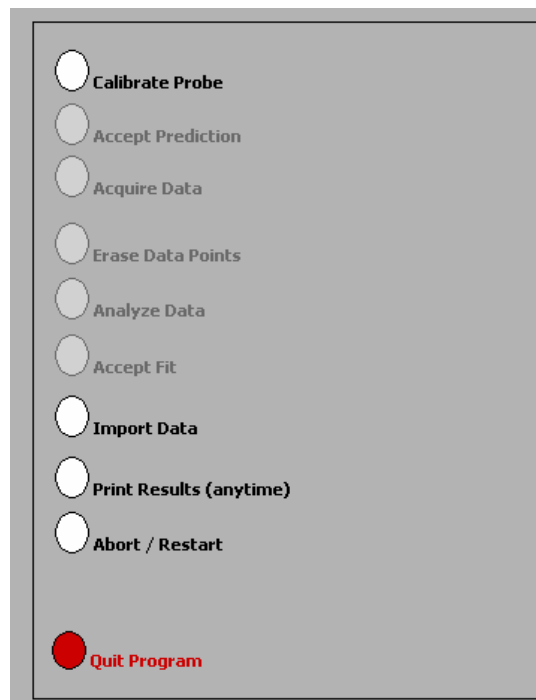 Calibrate Probe
Accept Prediction
Acquire Data
Erase Data Points
Analyze Data
Accept Fit
Import Data
Print Results (anytime)
Abort / Restart
Quit Program